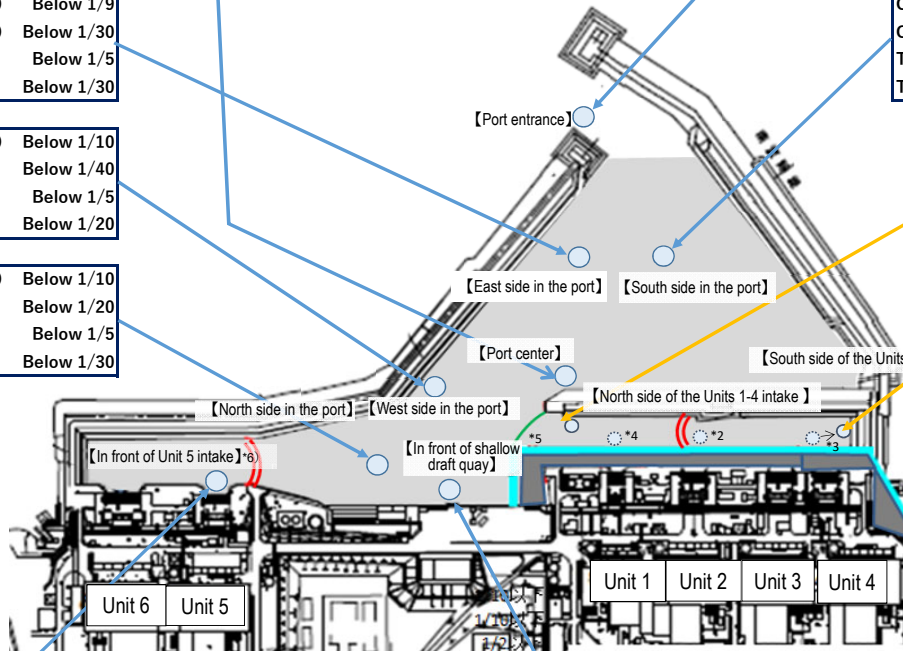 Below 1/9
Below 1/30
Below 1/5
Below 1/30
) Below 1/10
Below 1/40
Below 1/5
Below 1/20
) Below 1/10
Below 1/20
Below 1/5
Below 1/30
【Port entrance】
【East side in the port】
【South side in the port】
【Port center】
【South side of the Units
【North side of the Units 1-4 intake 】
【North side in the port】
【West side in the port】
*5
*4
*2
*3
【In front of shallow
draft quay】
【In front of Unit 5 intake】*6)
Unit 1
Unit 2
Unit 3
Unit 4
Unit 6
Unit 5